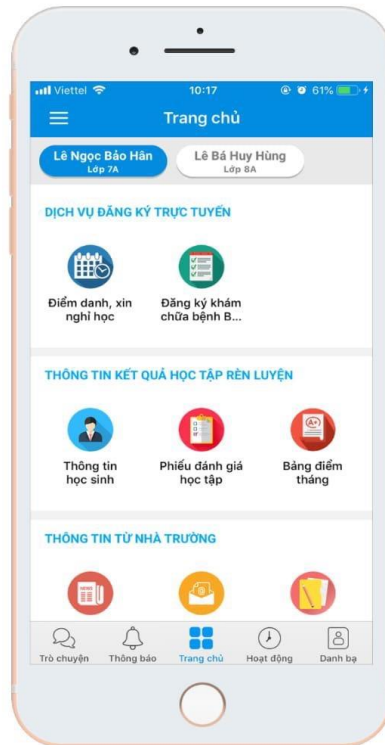 Viettel 10:17 61%
Trang chủ
Lê Ngọc Bảo Hân
Lớp 7A
Lê Bá Huy Hùng
Lớp 8A
DỊCH VỤ ĐĂNG KÝ TRỰC TUYẾN
Điểm danh, xin
nghỉ học
Đăng ký khám
chữa bệnh B...
THÔNG TIN KẾT QUẢ HỌC TẬP RÈN LUYỆN
A+
Thông tin
học sinh
Phiếu đánh giá
học tập
Bảng điểm
tháng
THÔNG TIN TỪ NHÀ TRƯỜNG
Trò chuyện
Thông báo
Trang chủ
Hoạt động
Danh bạ